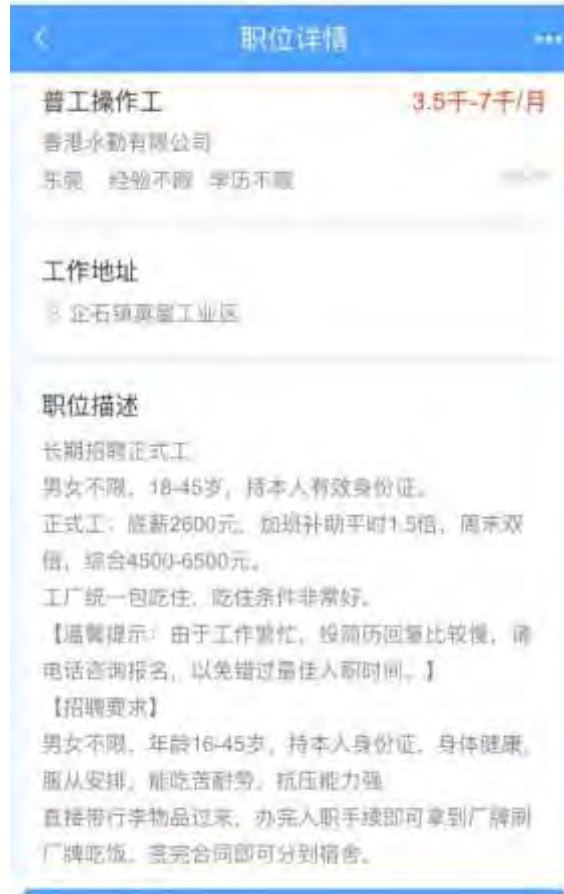 职位详情
普工操作工 3.5千-7千/月
香港永勤有限公司
东莞 经验不限 学历不限
工作地址
企石镇工业区
职位描述
长期招聘正式工
男女不限，18-45岁，持本人有效身份证。
正式工：底薪2600元，加班补助平时1.5倍，周末双
倍，综合4500-6500元。
工厂统一包吃住，吃住条件非常好。
【温馨提示：由于工作繁忙，投简历回复比较慢，请
电话咨询报名，以免错过最佳入职时间。】
【招聘要求】
男女不限，年龄16-45岁，持本人身份证，身体健康，
服从安排，能吃苦耐劳，抗压能力强
直接带行李物品过来，办完入职手续即可拿到厂牌刷
厂牌吃饭，签完合同即可分到宿舍。